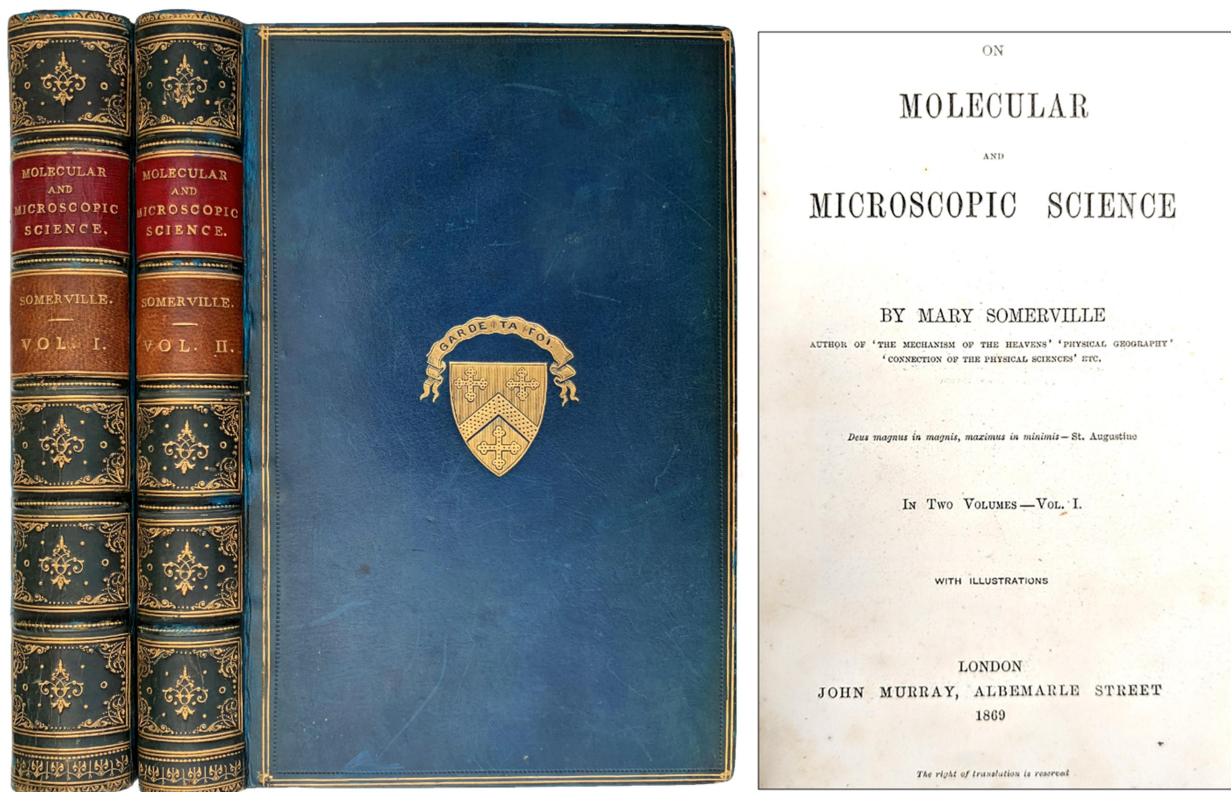 MOLECULAR
AND
MICROSCOPIC
SCIENCE.
SOMERVILLE.
VOL. I.
MOLECULAR
AND
MICROSCOPIC
SCIENCE.
SOMERVILLE.
VOL. II.
GARDE TA FOI
ON
MOLECULAR
AND
MICROSCOPIC SCIENCE
BY MARY SOMERVILLE
AUTHOR OF ‘THE MECHANISM OF THE HEAVENS’ ‘PHYSICAL GEOGRAPHY’
‘CONNECTION OF THE PHYSICAL SCIENCES’ ETC.
Deus magnus in magnis, maximus in minimis—St. Augustine
IN TWO VOLUMES—VOL. I.
WITH ILLUSTRATIONS
LONDON
JOHN MURRAY, ALBEMARLE STREET
1869
The right of translation is reserved